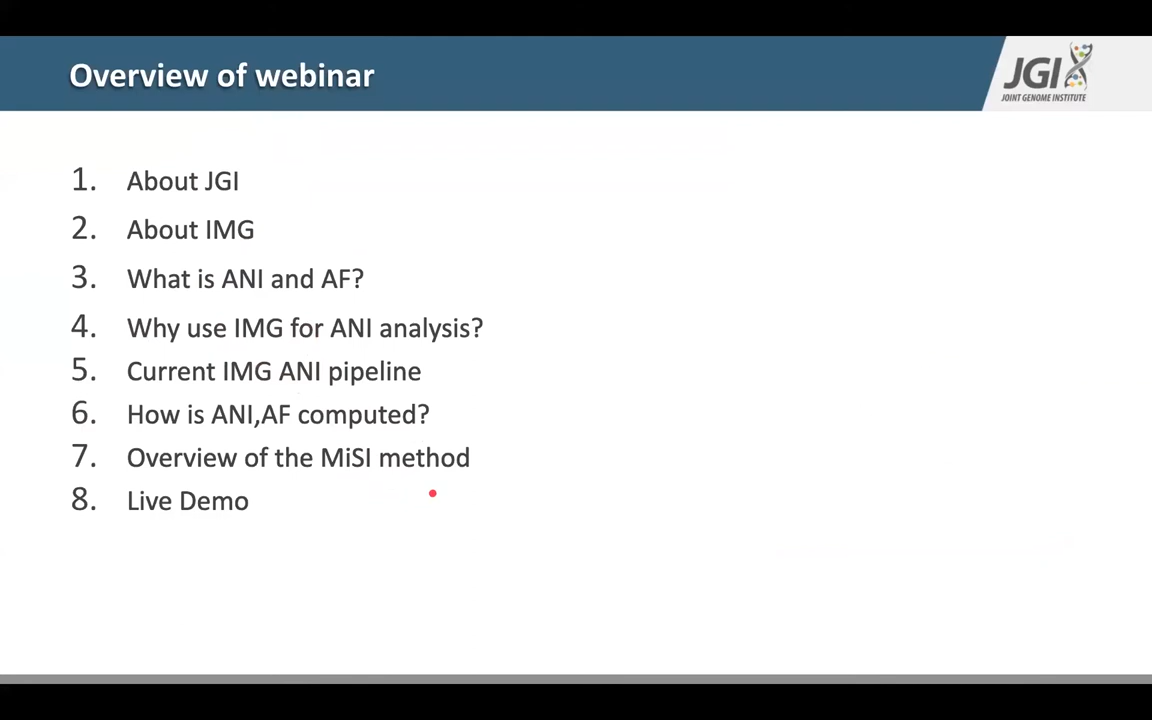 Overview of webinar
JGI
JOINT GENOME INSTITUTE
1. About JGI
2. About IMG
3. What is ANI and AF?
4. Why use IMG for ANI analysis?
5. Current IMG ANI pipeline
6. How is ANI,AF computed?
7. Overview of the MiSI method
8. Live Demo